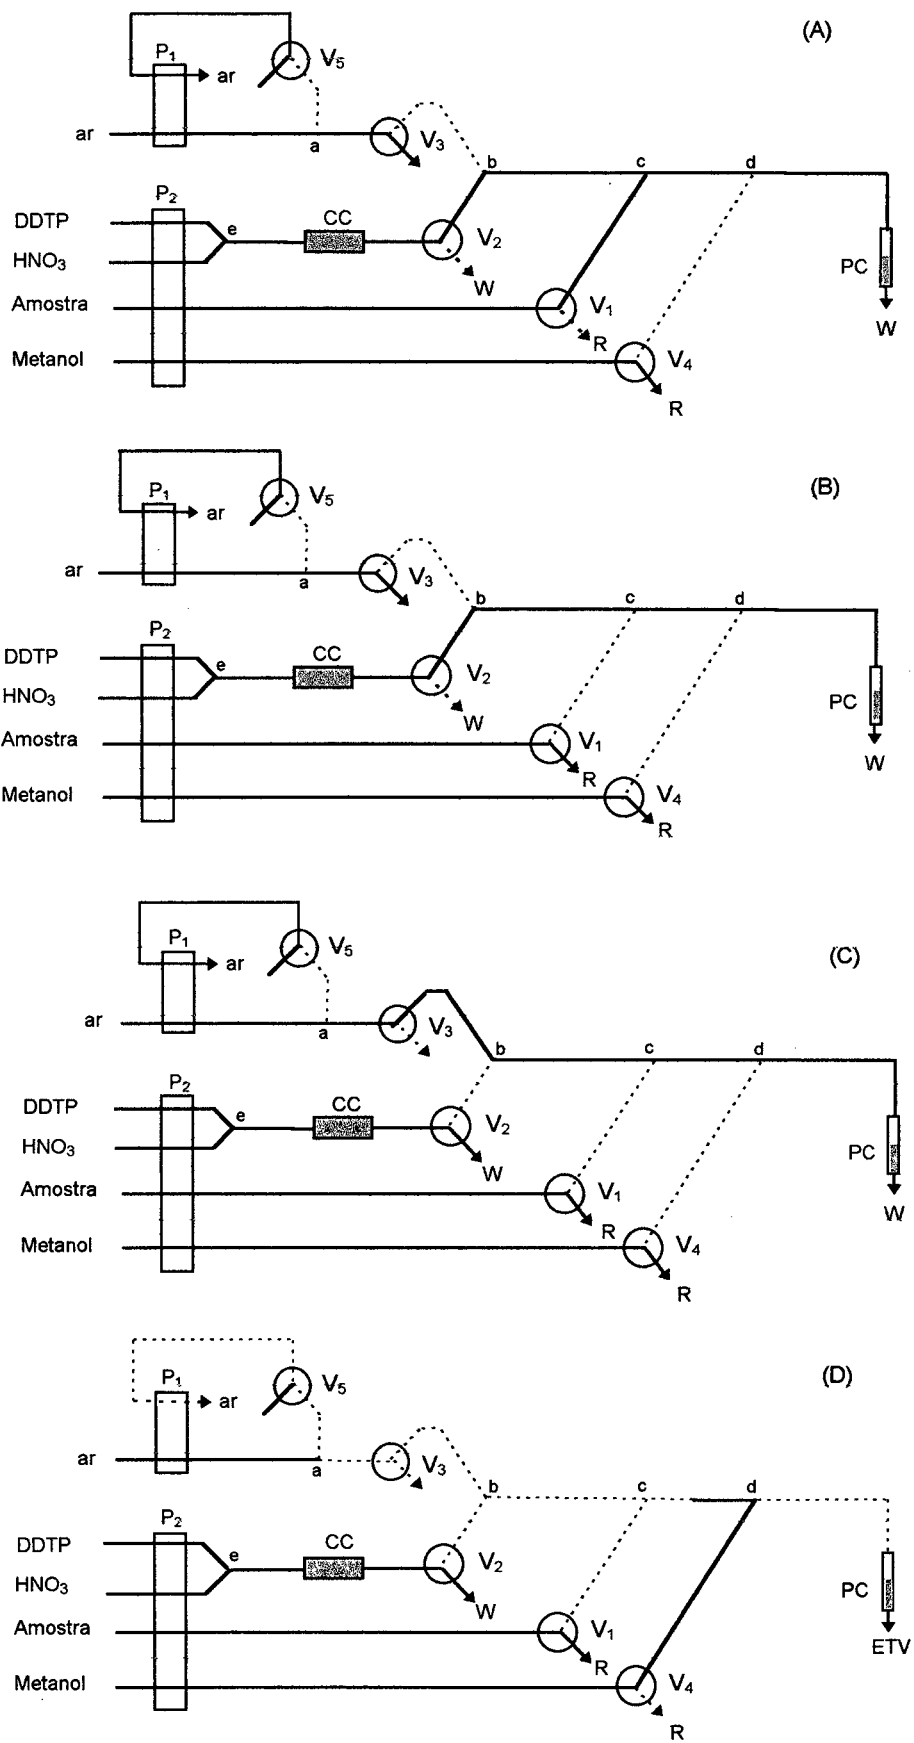 (A)
P₁
V₅
ar
ar
a
V₃
b
c
d
P₂
DDTP
e
CC
V₂
HNO₃
W
PC
Amostra
V₁
R
W
Metanol
V₄
R
(B)
P₁
V₅
ar
ar
a
V₃
b
c
d
P₂
DDTP
e
CC
V₂
HNO₃
W
PC
Amostra
V₁
R
W
Metanol
V₄
R
(C)
P₁
V₅
ar
ar
a
V₃
b
c
d
P₂
DDTP
e
CC
V₂
HNO₃
W
PC
Amostra
V₁
R
W
Metanol
V₄
R
(D)
P₁
V₅
ar
ar
a
V₃
b
c
d
P₂
DDTP
e
CC
V₂
HNO₃
W
PC
Amostra
V₁
R
ETV
Metanol
V₄
R